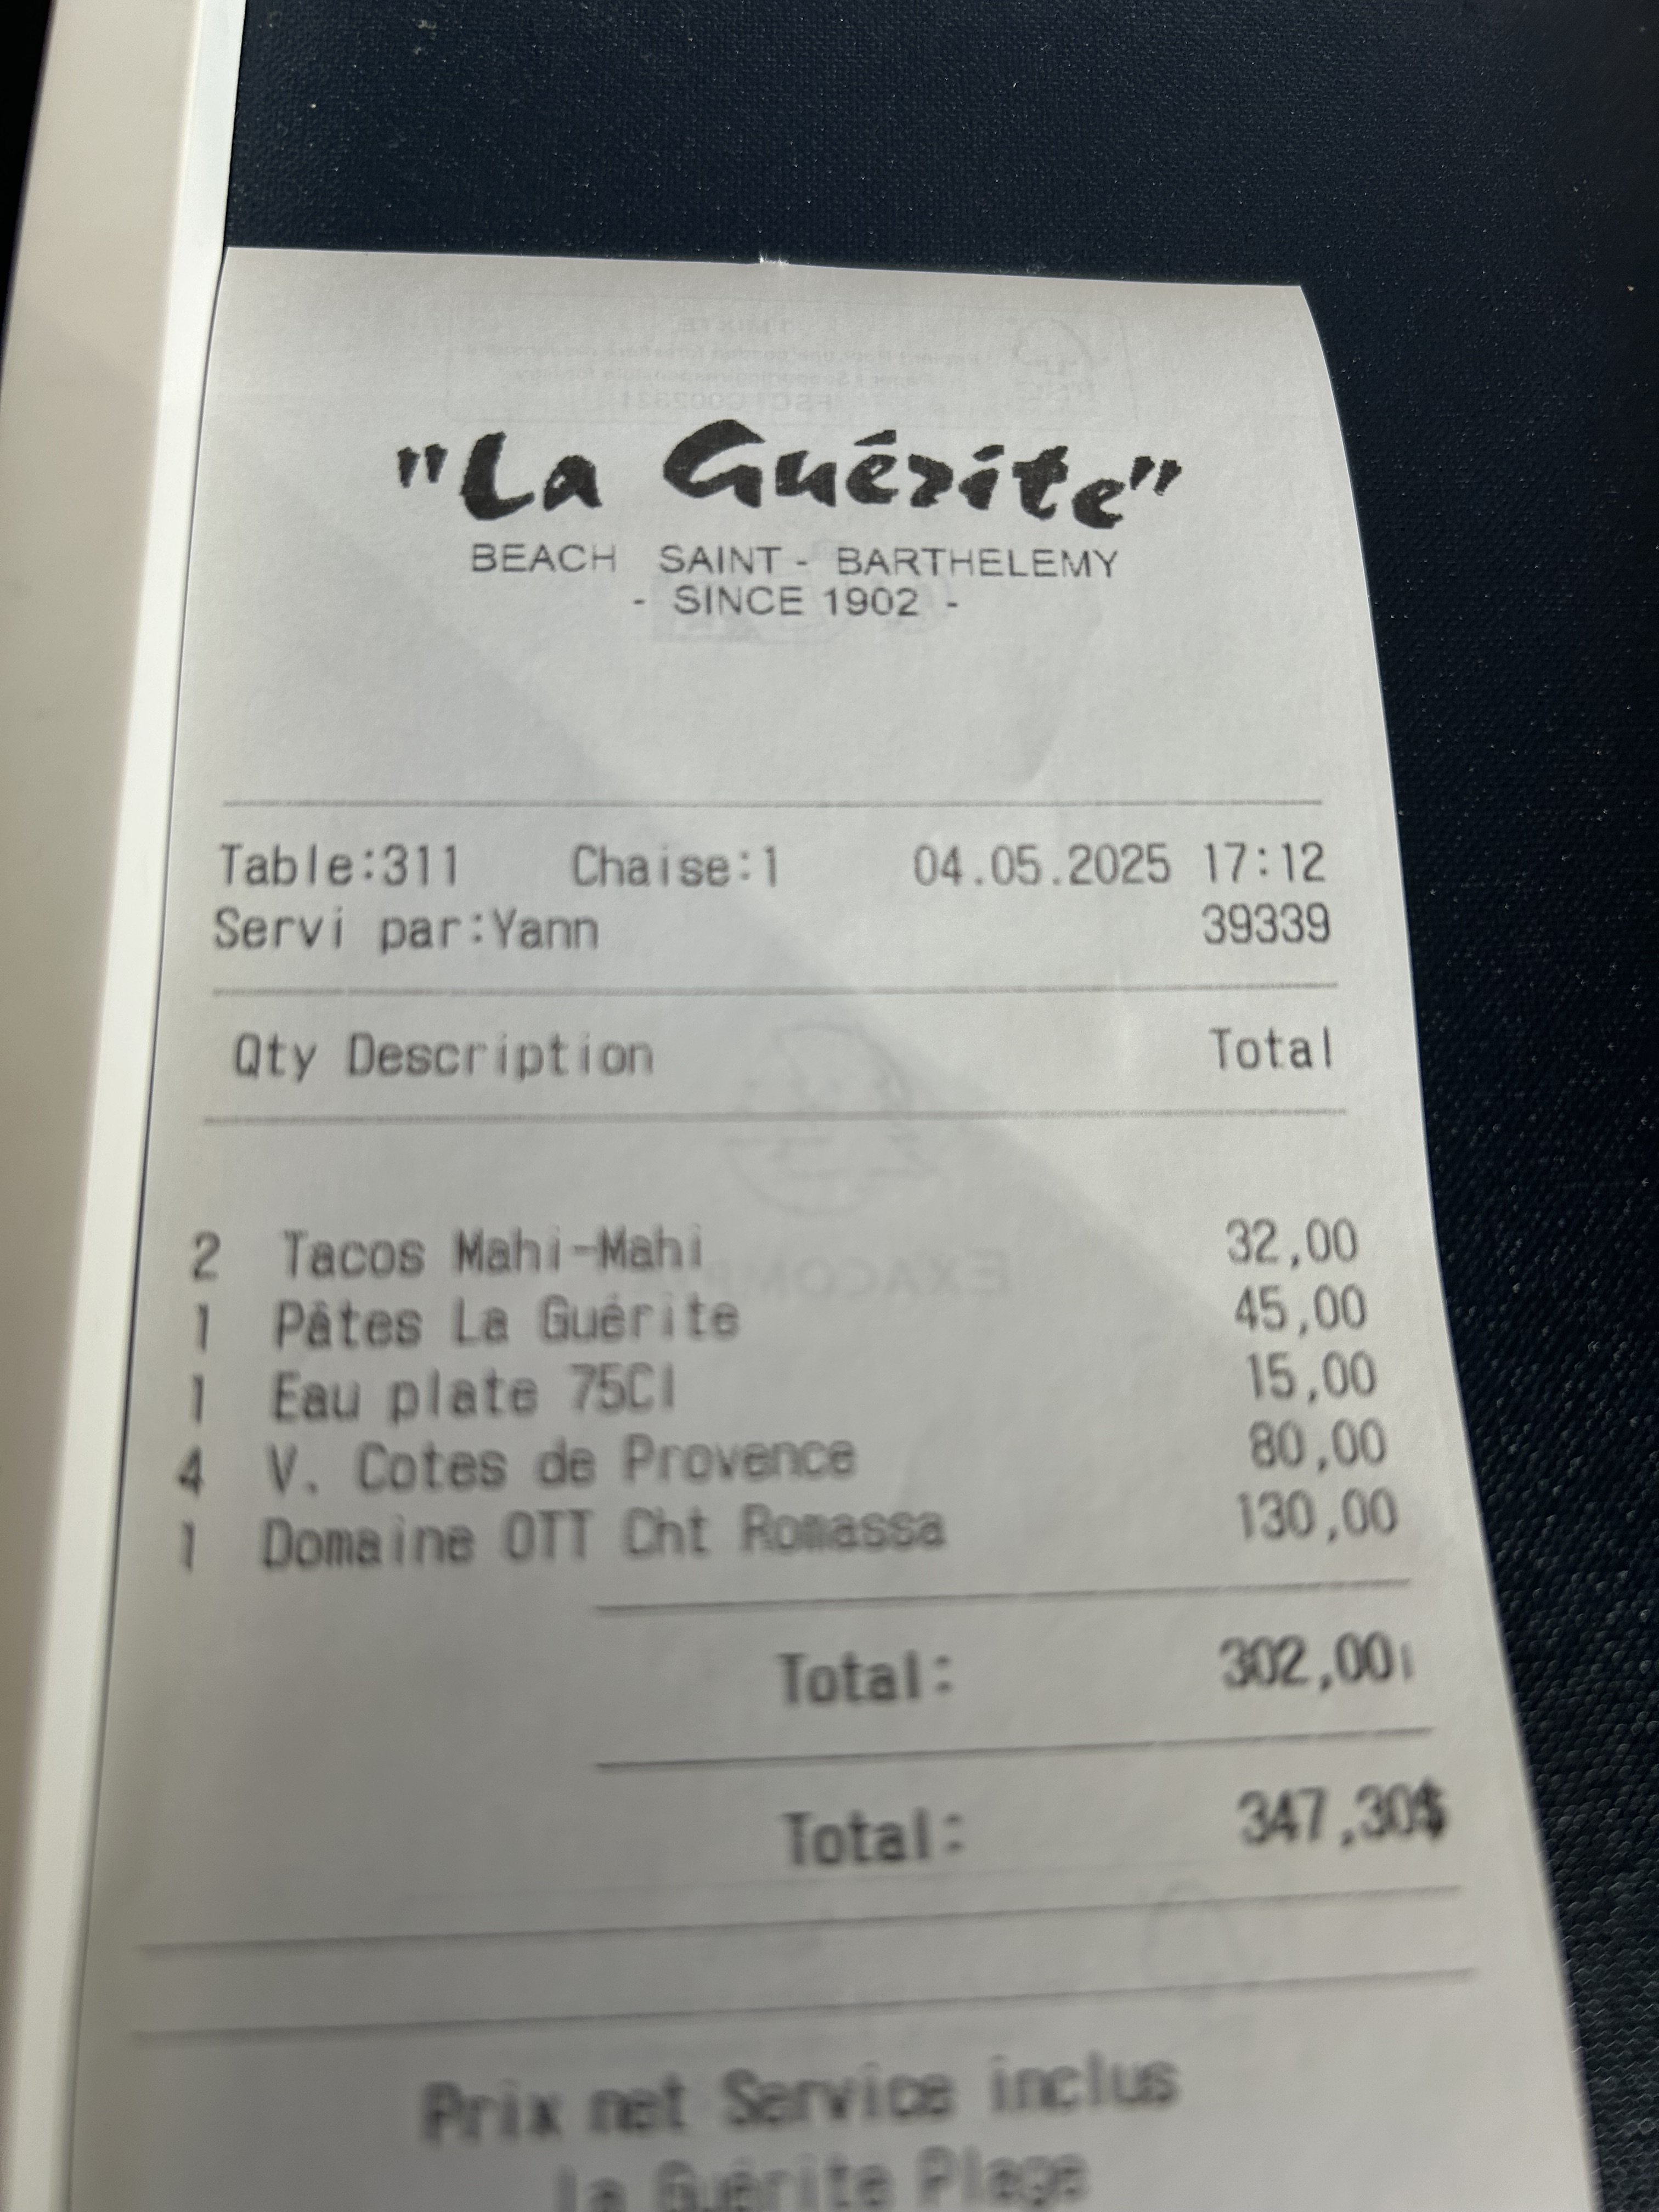 "La Guérite"
BEACH SAINT - BARTHELEMY
- SINCE 1902 -
Table:311 Chaise:1 04.05.2025 17:12
Servi par:Yann 39339
Qty Description Total
2 Tacos Mahi-Mahi 32,00
1 Pâtes La Guérite 45,00
1 Eau plate 75Cl 15,00
4 V. Cotes de Provence 80,00
1 Domaine OTT Cht Romassa 130,00
Total: 302,00
Total: 347,30$
Prix net Service inclus
la Guérite Plage